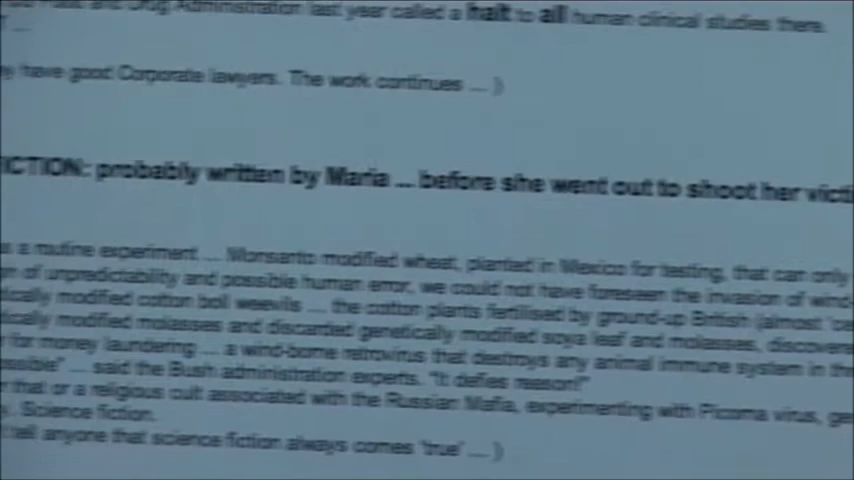 and Drug Administration last year called a halt to all human clinical studies there.
...
have good Corporate lawyers. The work continues ... )
ICTION: probably written by Maria ... before she went out to shoot her victi
s a routine experiment ... Monsanto modified wheat, planted in Mexico for testing, that can only
n of unpredictability and possible human error, we could not have foreseen the invasion of wind-
ically modified cotton boll weevils ... the cotton plants fertilised by ground-up British (almost
ically modified molasses and discarded genetically modified soya leaf and molasses, discovere
for money laundering ... a wind-borne retrovirus that destroys any animal immune system in the
ssible" ... said the Bush administration experts. "It defies reason!"
r that or a religious cult associated with the Russian Mafia, experimenting with Picorna virus, ge
s. Science fiction.
tell anyone that science fiction always comes 'true' ... )